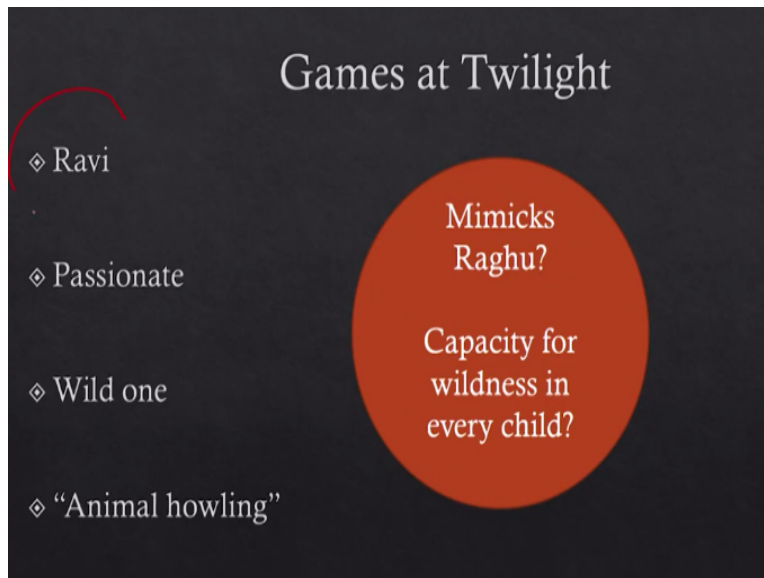 Games at Twilight
Ravi
Passionate
Wild one
“Animal howling”
Mimicks
Raghu?
Capacity for
wildness in
every child?